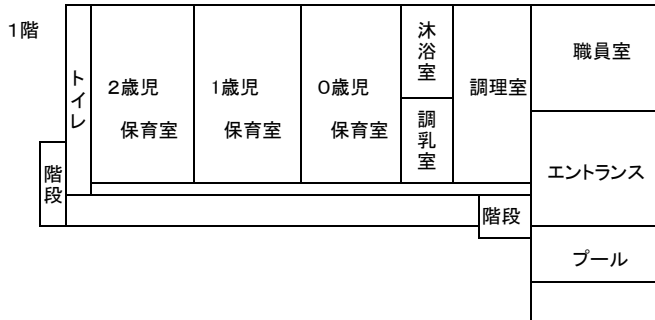 1階
トイレ
2歳児
保育室
1歳児
保育室
0歳児
保育室
沐浴室
調乳室
調理室
職員室
エントランス
プール
階段
階段